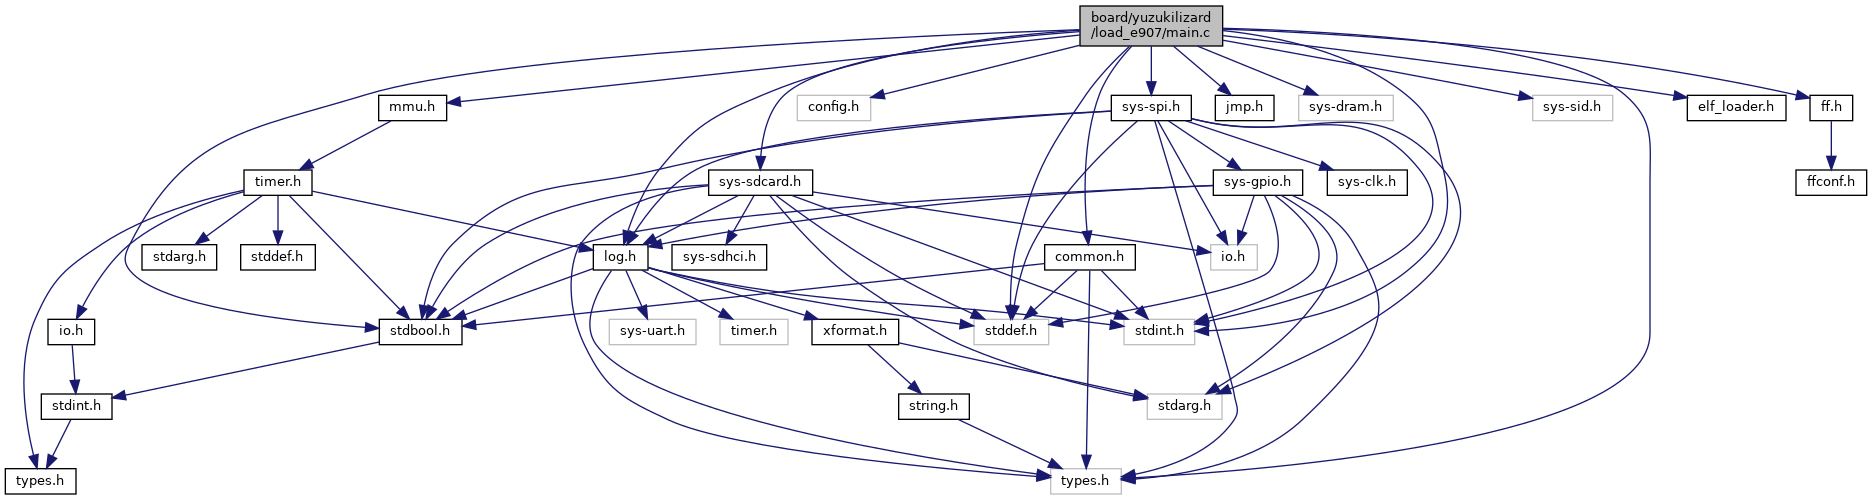 board/yuzukilizard
/load_e907/main.c
mmu.h
config.h
sys-spi.h
jmp.h
sys-dram.h
sys-sid.h
elf_loader.h
ff.h
timer.h
sys-sdcard.h
sys-gpio.h
sys-clk.h
ffconf.h
stdarg.h
stddef.h
log.h
sys-sdhci.h
common.h
io.h
io.h
stdbool.h
sys-uart.h
timer.h
xformat.h
stddef.h
stdint.h
stdint.h
string.h
stdarg.h
types.h
types.h